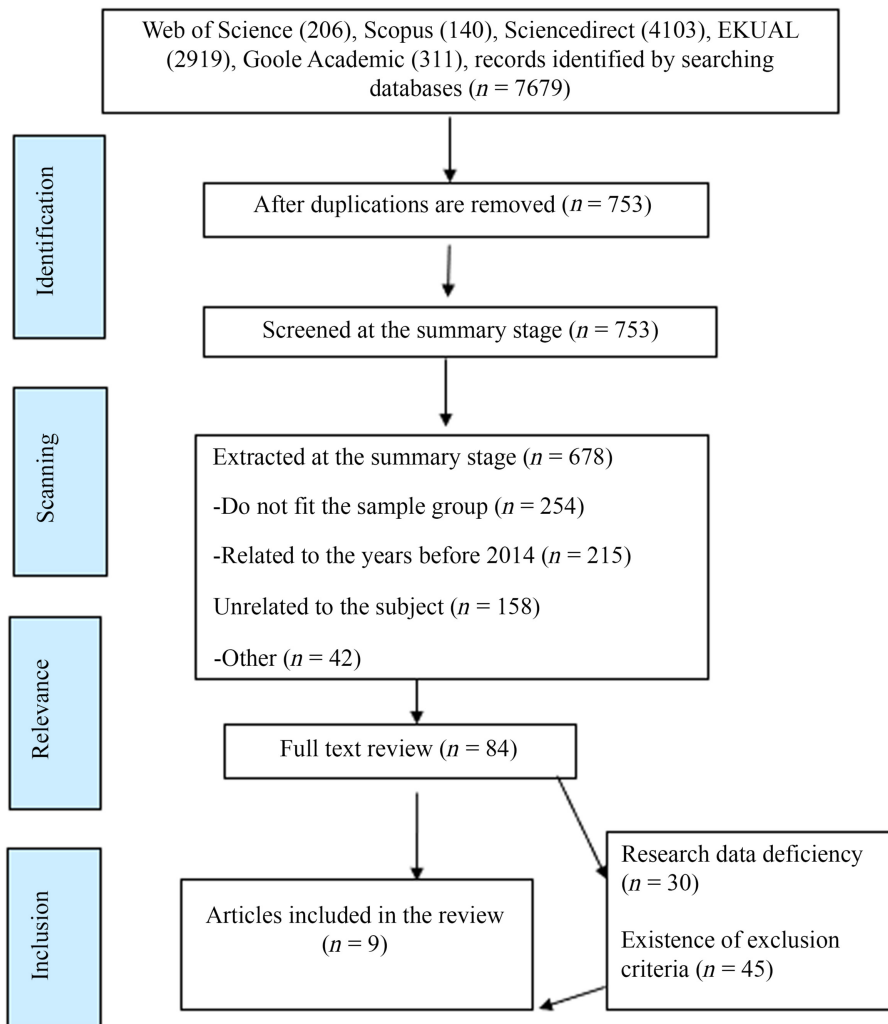 Web of Science (206), Scopus (140), Sciencedirect (4103), EKUAL
(2919), Goole Academic (311), records identified by searching
databases (n = 7679)
Identification
After duplications are removed (n = 753)
Screened at the summary stage (n = 753)
Scanning
Extracted at the summary stage (n = 678)
-Do not fit the sample group (n = 254)
-Related to the years before 2014 (n = 215)
Unrelated to the subject (n = 158)
-Other (n = 42)
Relevance
Full text review (n = 84)
Research data deficiency
(n = 30)
Existence of exclusion
criteria (n = 45)
Inclusion
Articles included in the review
(n = 9)